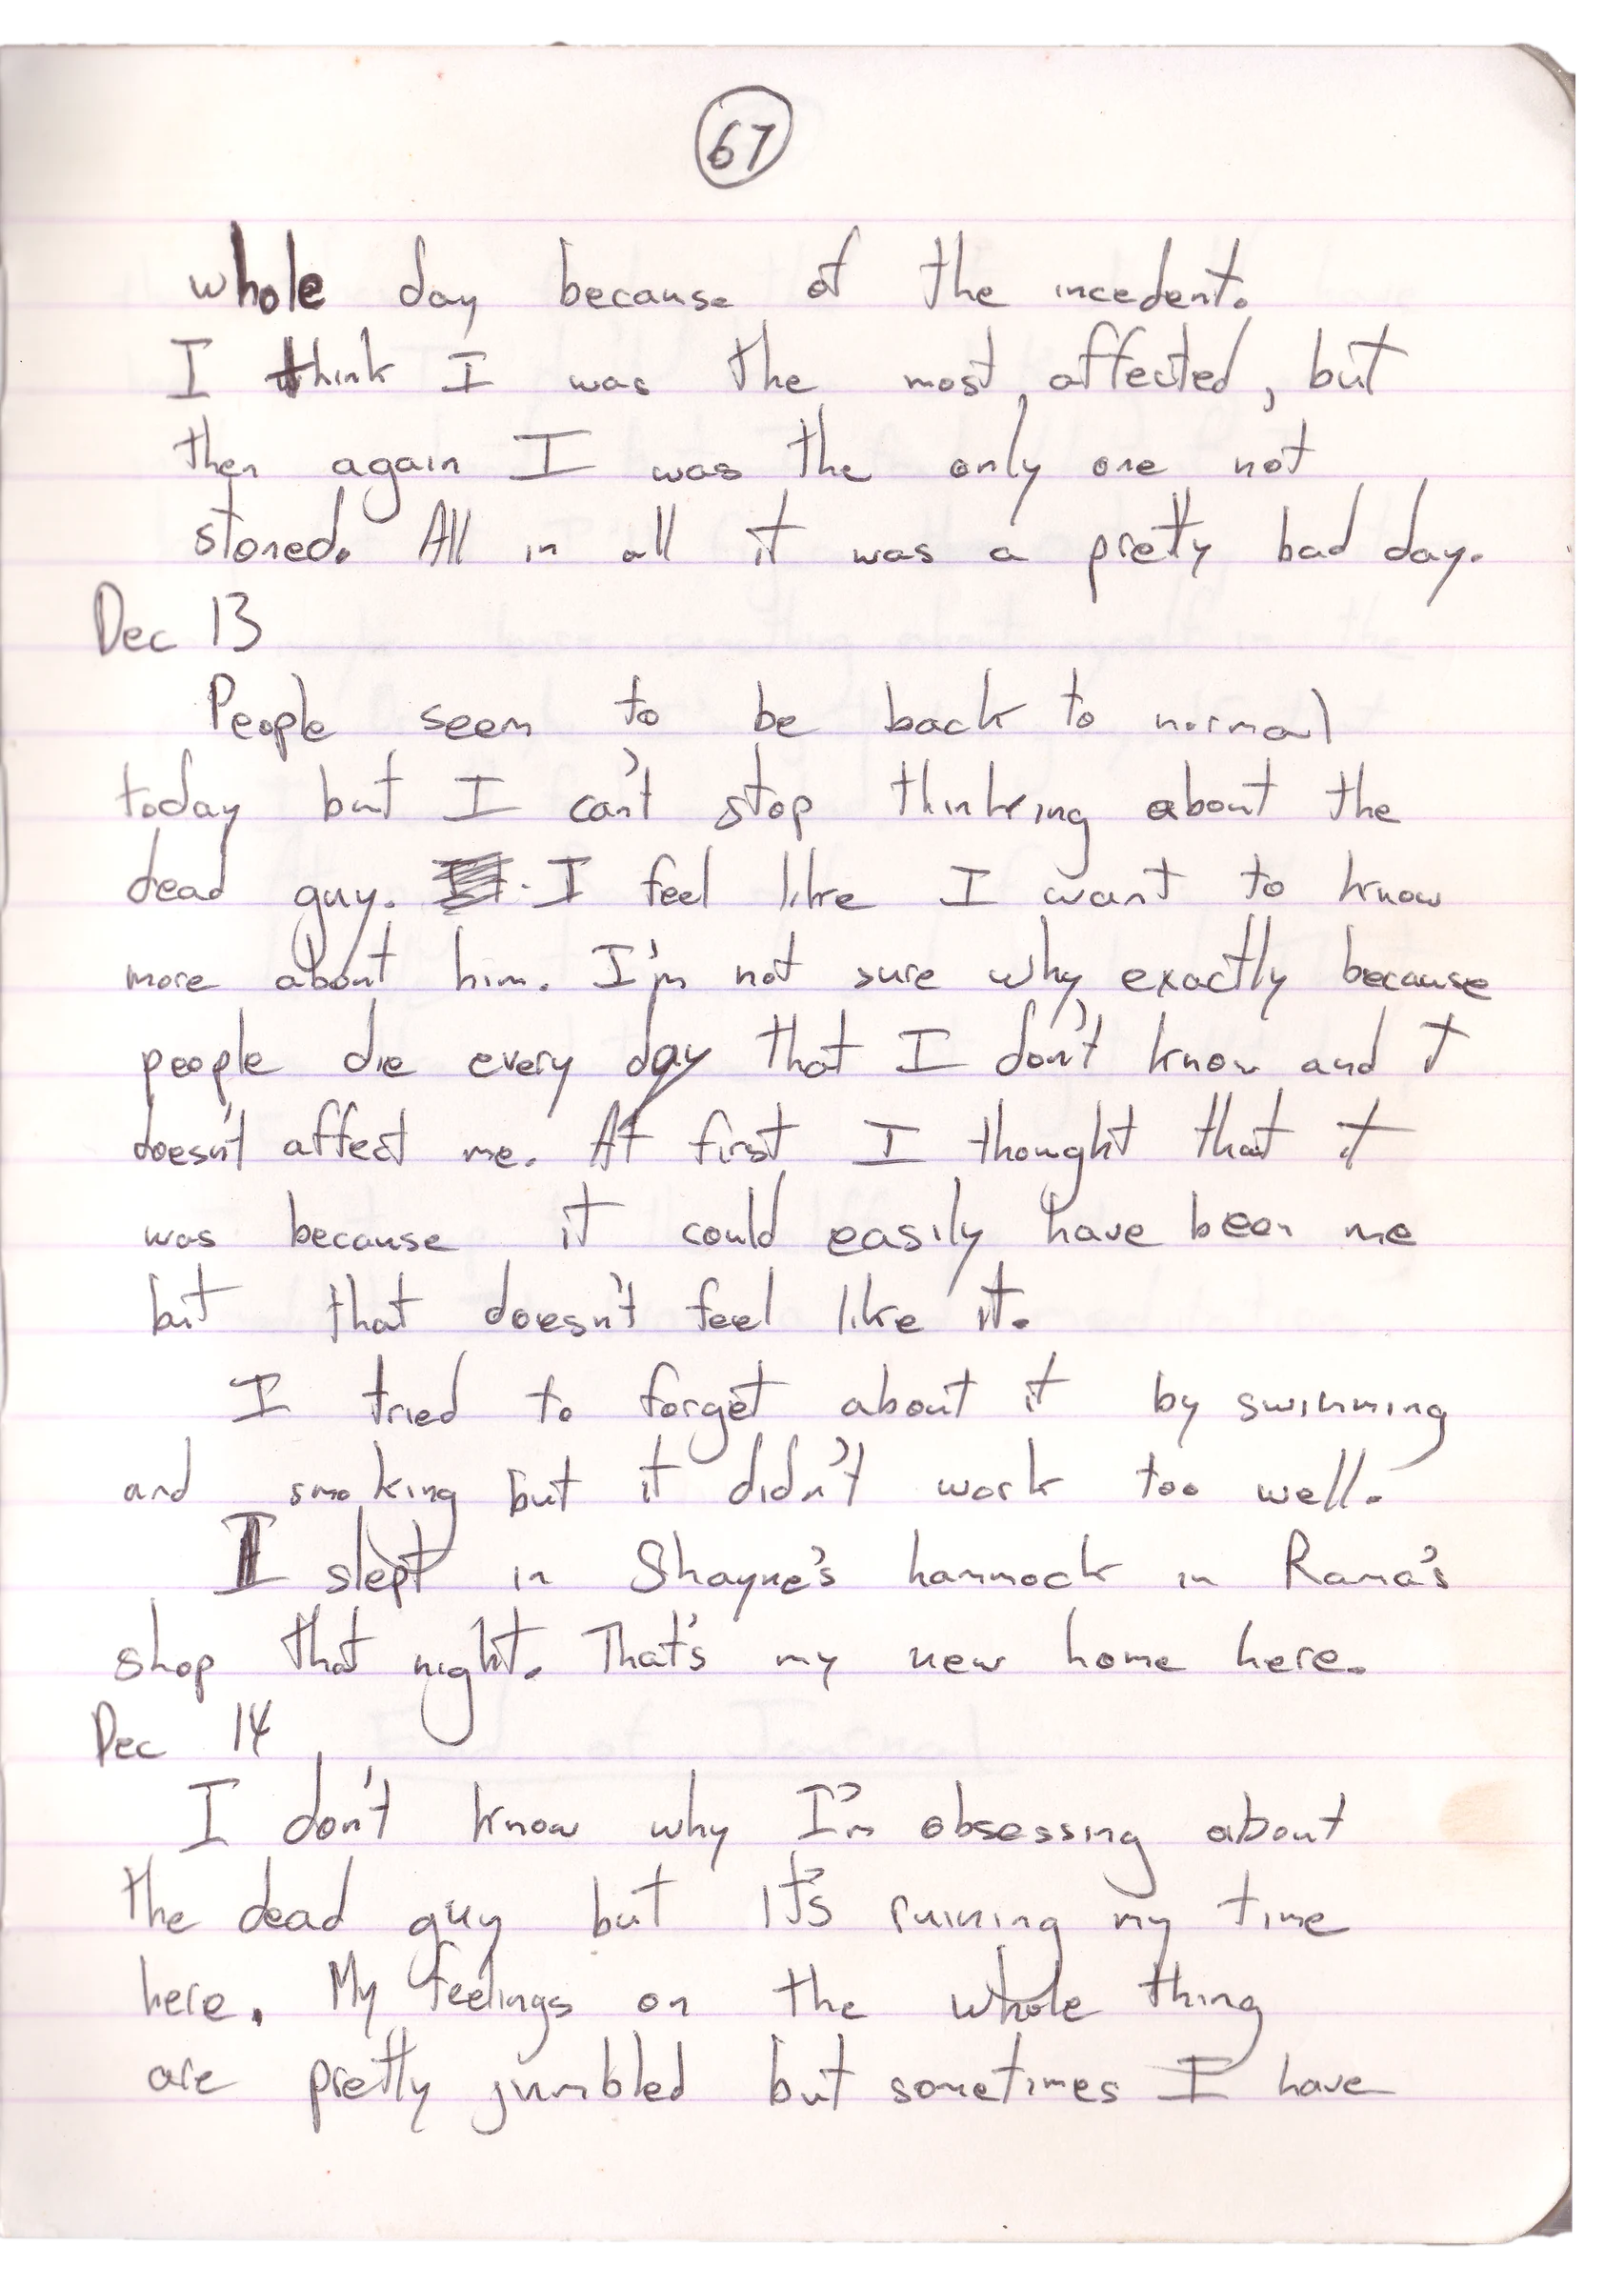 67
whole day because of the incedent.
I think I was the most affected, but
then again I was the only one not
stoned. All in all it was a pretty bad day.
Dec 13
People seem to be back to normal
today but I can't stop thinking about the
dead guy. I feel like I want to know
more about him. I'm not sure why exactly because
people die every day that I don't know and it
doesn't affect me. At first I thought that it
was because it could easily have been me
but that doesn't feel like it.
I tried to forget about it by swimming
and smoking but it didn't work too well.
I slept in Shayne's hammock in Rama's
shop that night. That's my new home here.
Dec 14
I don't know why I'm obsessing about
the dead guy but it's ruining my time
here. My feelings on the whole thing
are pretty jumbled but sometimes I have